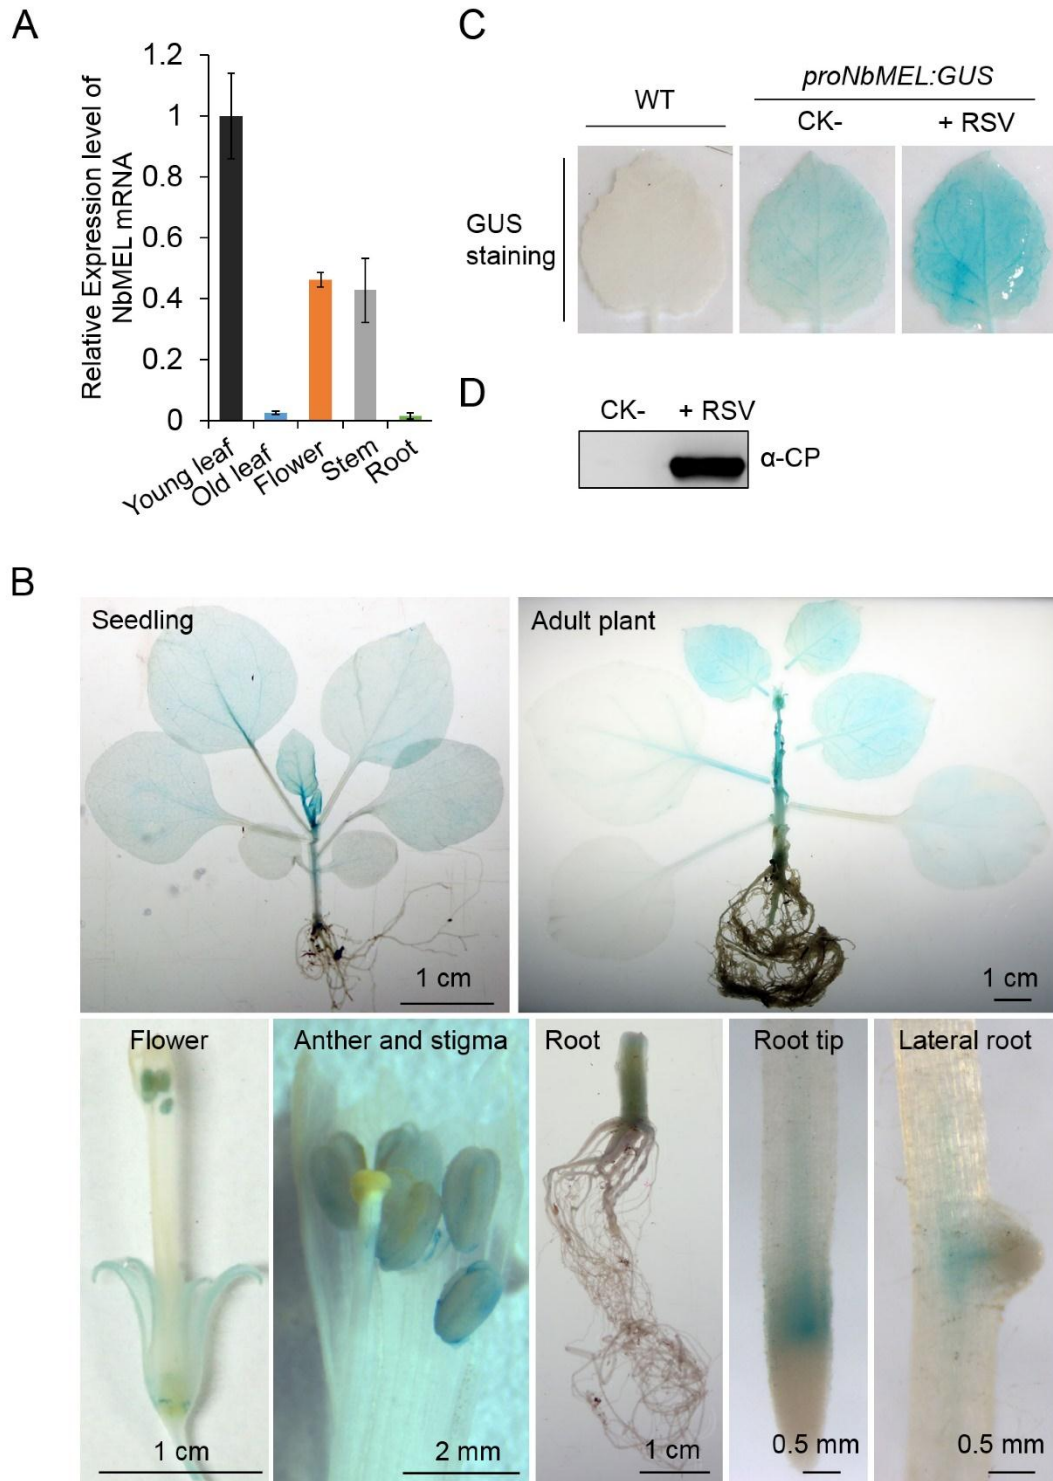 A
Relative Expression level of
NbMEL mRNA
1.2
1
0.8
0.6
0.4
0.2
0
Young leaf
Old leaf
Flower
Stem
Root
C
WT
proNbMEL:GUS
CK-
+ RSV
GUS
staining
D
CK-
+ RSV
α-CP
B
Seedling
1 cm
Adult plant
1 cm
Flower
1 cm
Anther and stigma
2 mm
Root
1 cm
Root tip
0.5 mm
Lateral root
0.5 mm